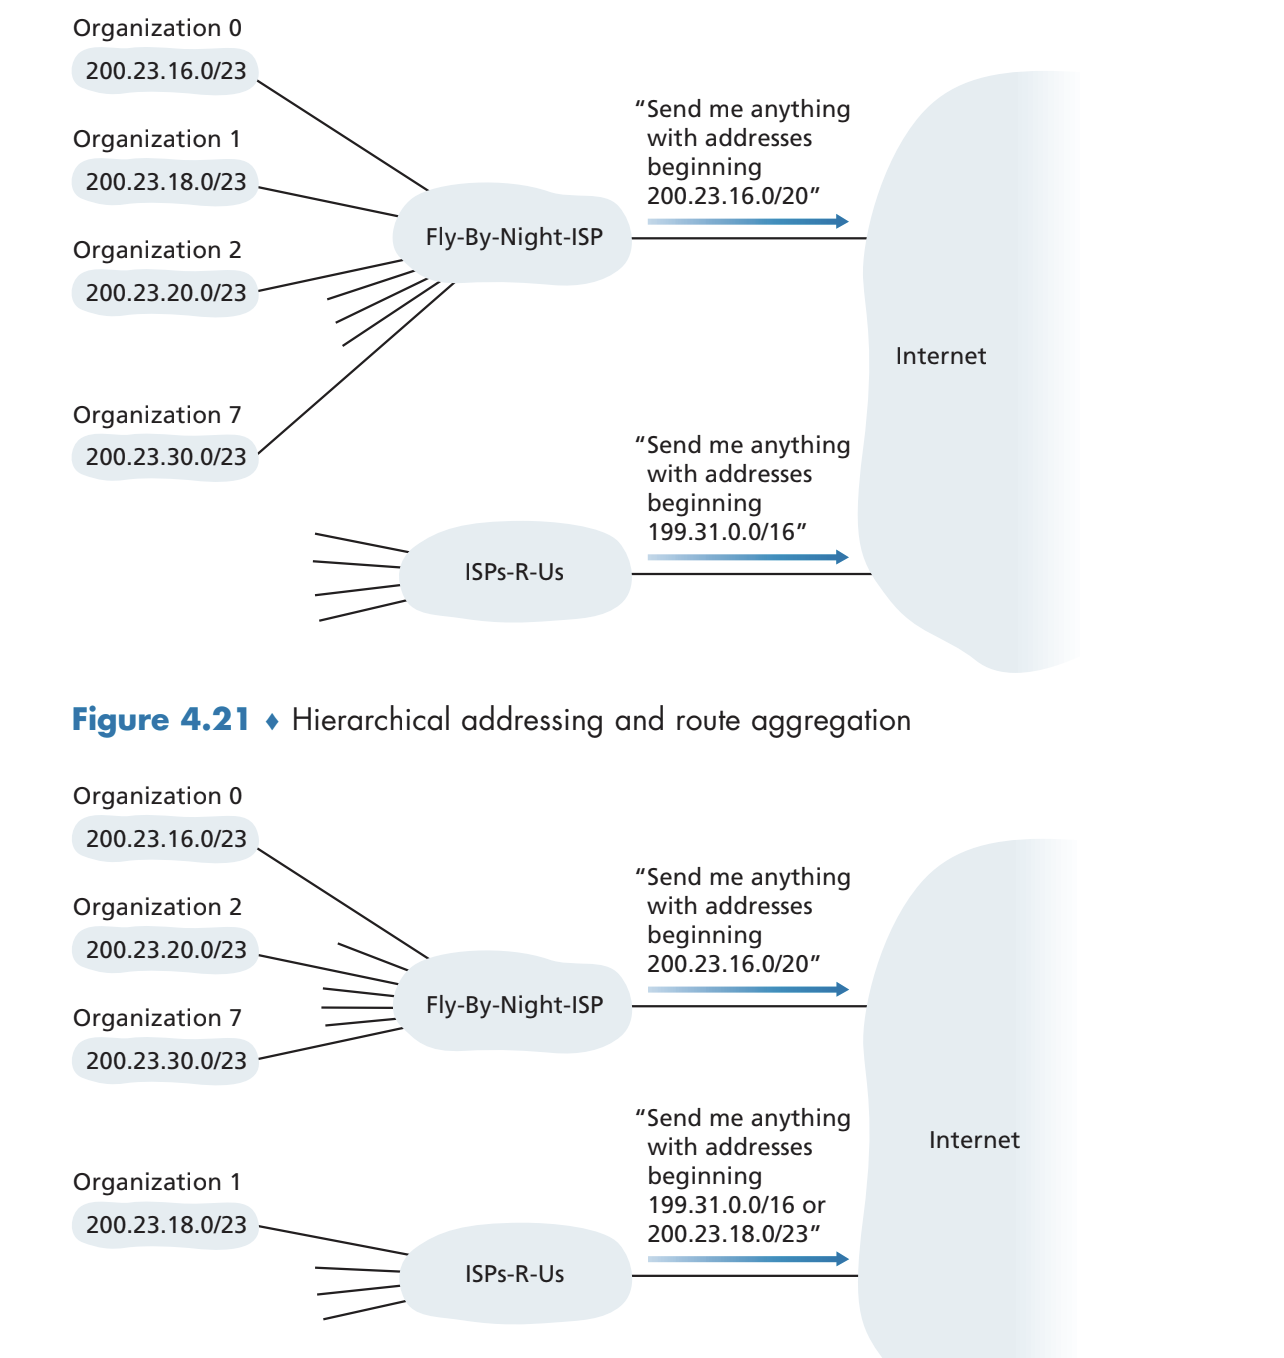 Organization 0
200.23.16.0/23
Organization 1
200.23.18.0/23
Organization 2
200.23.20.0/23
Organization 7
200.23.30.0/23
Fly-By-Night-ISP
“Send me anything
with addresses
beginning
200.23.16.0/20”
Internet
ISPs-R-Us
“Send me anything
with addresses
beginning
199.31.0.0/16”
Figure 4.21 ♦ Hierarchical addressing and route aggregation
Organization 0
200.23.16.0/23
Organization 2
200.23.20.0/23
Organization 7
200.23.30.0/23
Fly-By-Night-ISP
“Send me anything
with addresses
beginning
200.23.16.0/20”
Internet
Organization 1
200.23.18.0/23
ISPs-R-Us
“Send me anything
with addresses
beginning
199.31.0.0/16 or
200.23.18.0/23”